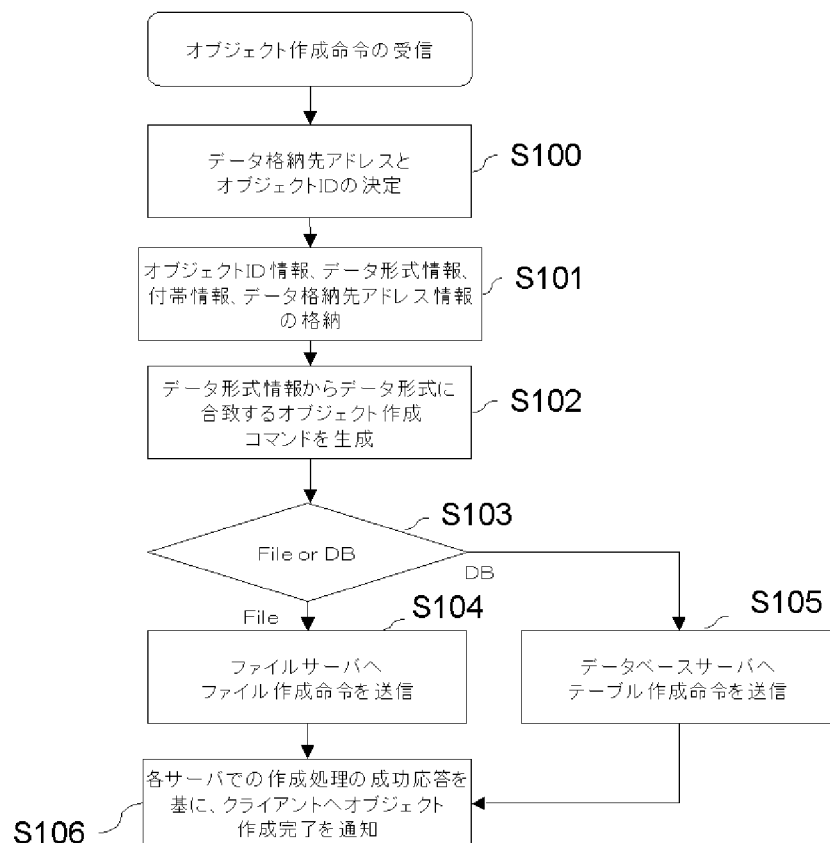 オブジェクト作成命令の受信
データ格納先アドレスと
オブジェクトIDの決定
S100
オブジェクトID情報、データ形式情報、
付帯情報、データ格納先アドレス情報
の格納
S101
データ形式情報からデータ形式に
合致するオブジェクト作成
コマンドを生成
S102
S103
File or DB
DB
File
S104
S105
ファイルサーバへ
ファイル作成命令を送信
データベースサーバへ
テーブル作成命令を送信
各サーバでの作成処理の成功応答を
基に、クライアントへオブジェクト
作成完了を通知
S106